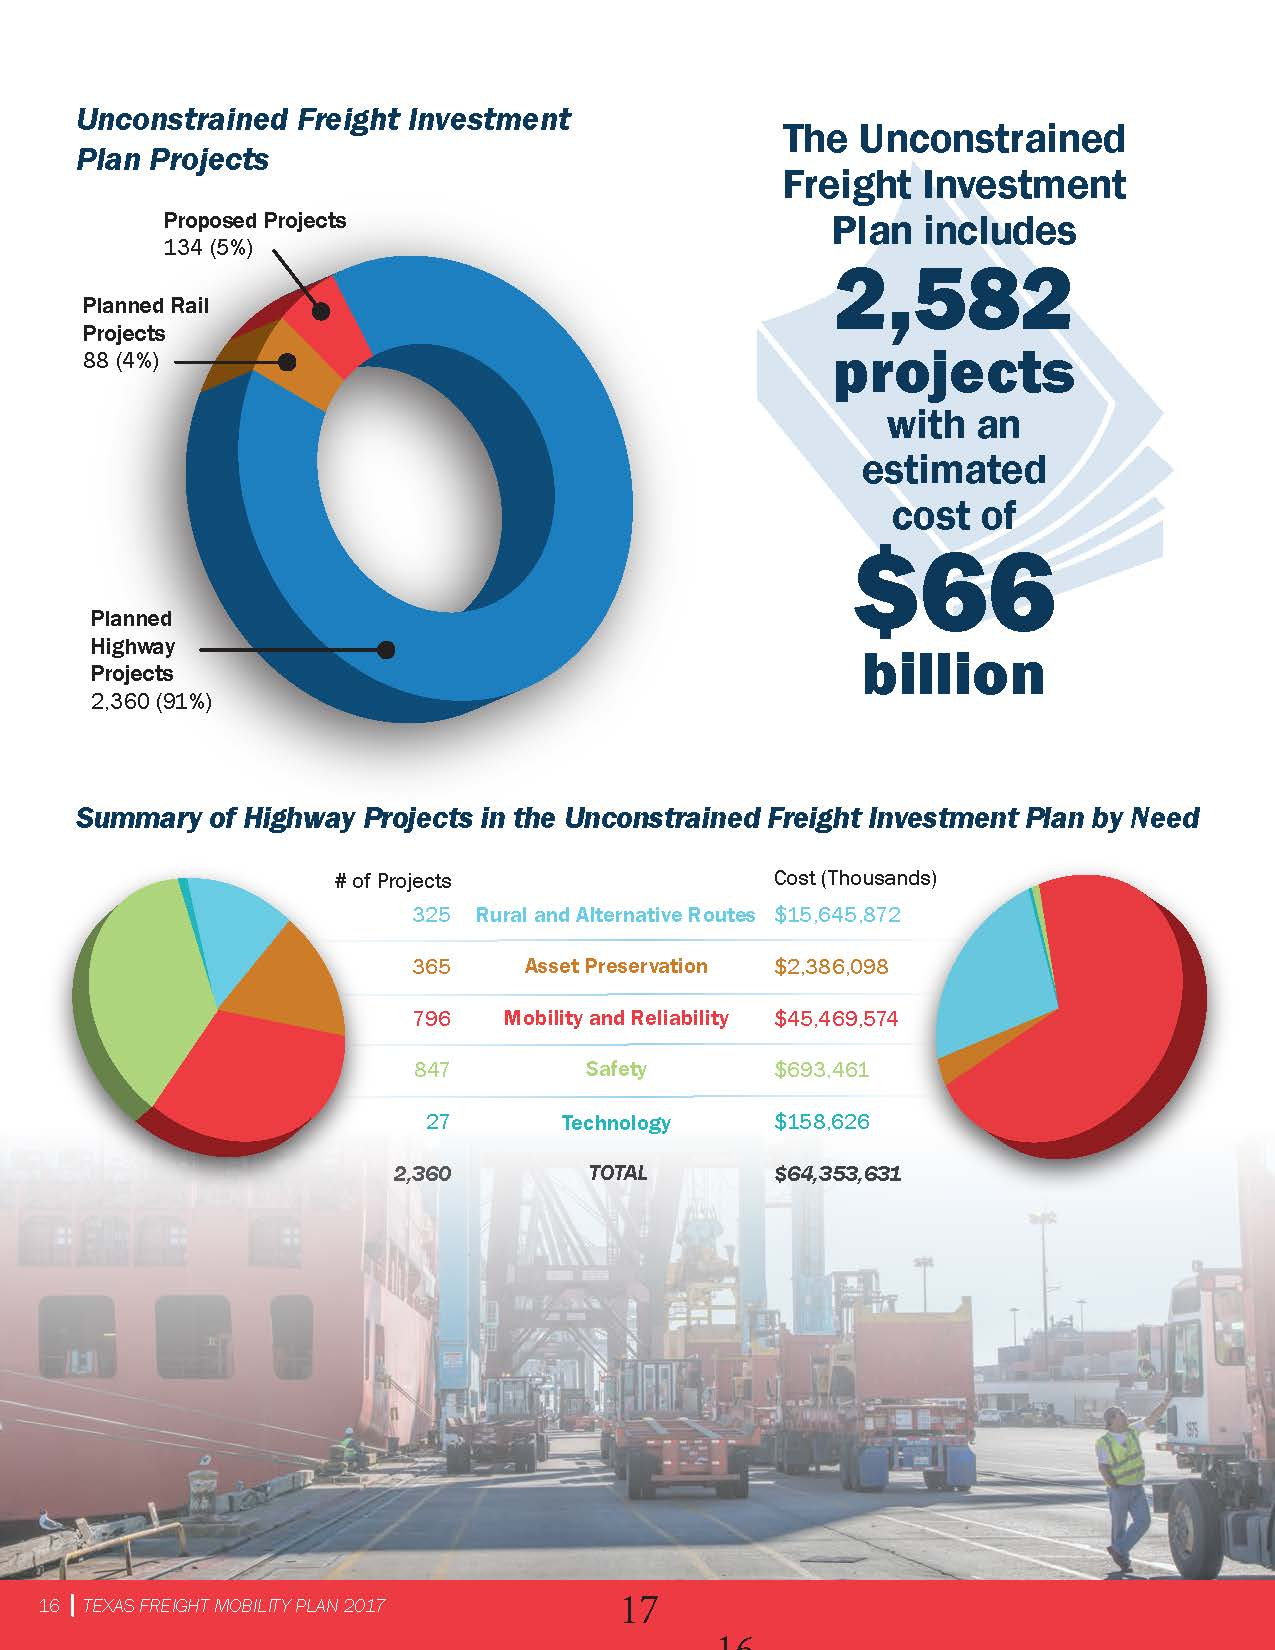 Unconstrained Freight Investment
Plan Projects
Proposed Projects
134 (5%)
Planned Rail
Projects
88 (4%)
Planned
Highway
Projects
2,360 (91%)
The Unconstrained
Freight Investment
Plan includes
2,582
projects
with an
estimated
cost of
$66
billion
Summary of Highway Projects in the Unconstrained Freight Investment Plan by Need
# of Projects Cost (Thousands)
325 Rural and Alternative Routes $15,645,872
365 Asset Preservation $2,386,098
796 Mobility and Reliability $45,469,574
847 Safety $693,461
27 Technology $158,626
2,360 TOTAL $64,353,631
1975
16 | TEXAS FREIGHT MOBILITY PLAN 2017
17
16